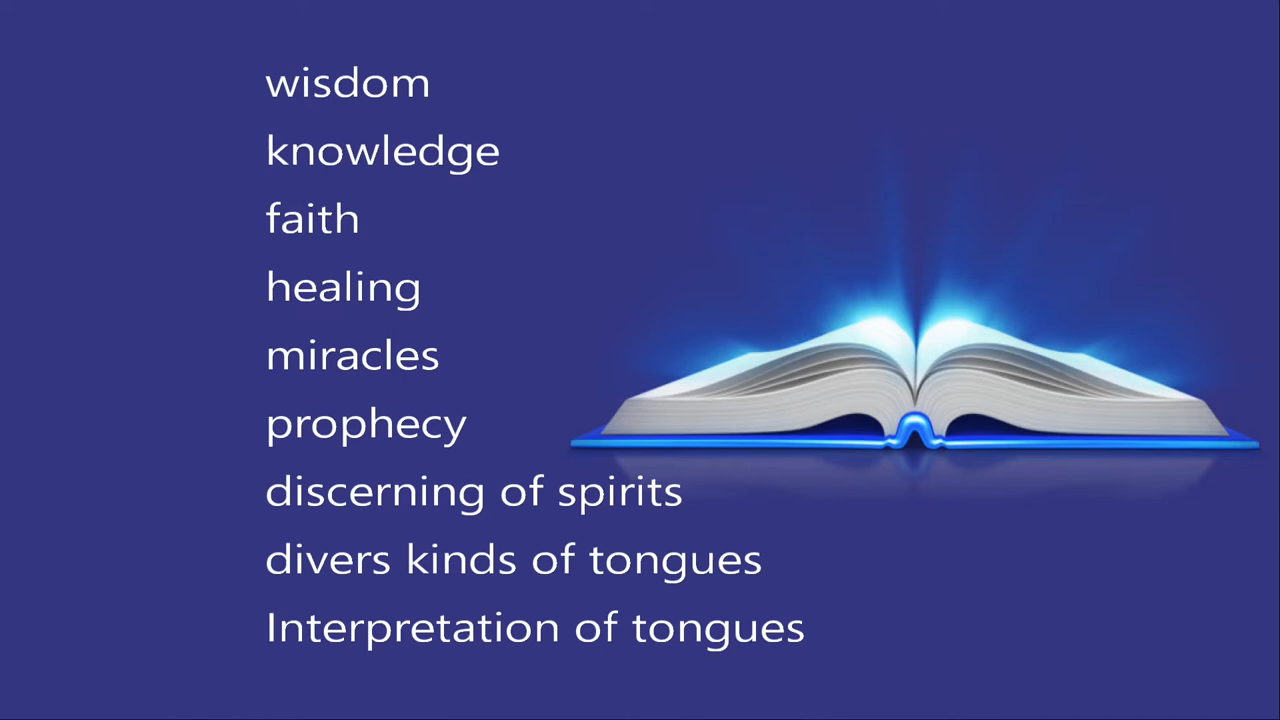 wisdom
knowledge
faith
healing
miracles
prophecy
discerning of spirits
divers kinds of tongues
Interpretation of tongues